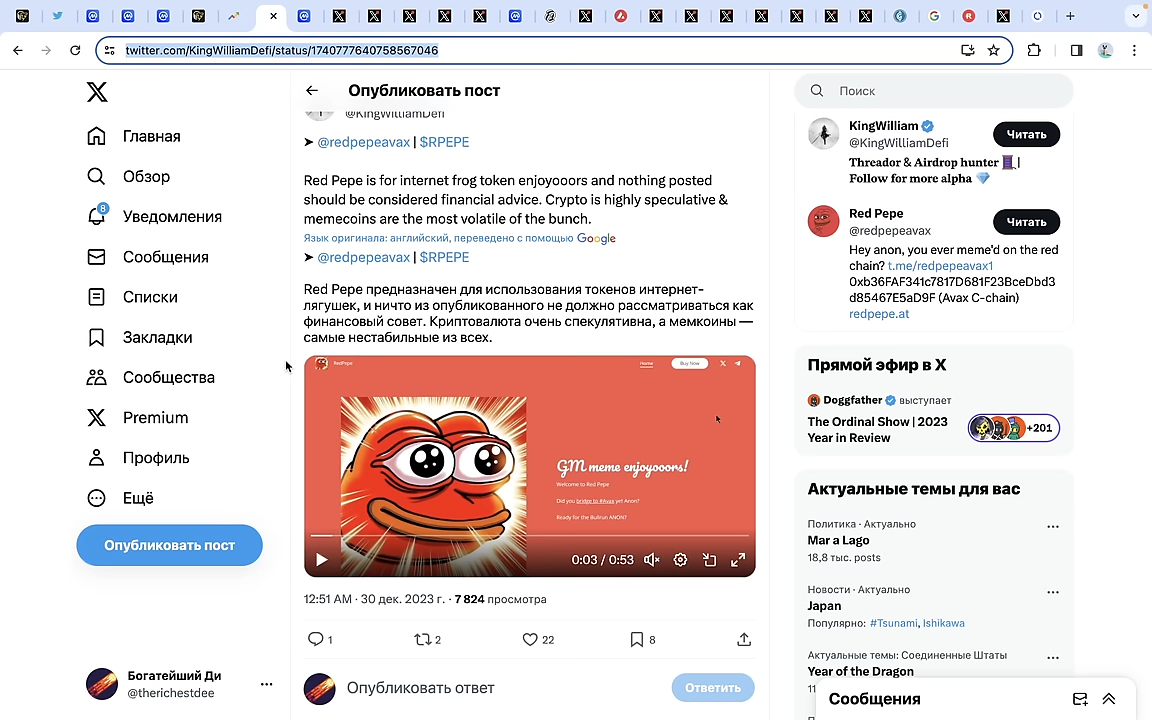 twitter.com/KingWilliamDefi/status/1740777640758567046
Главная
Обзор
8
Уведомления
Сообщения
Списки
Закладки
Сообщества
Premium
Профиль
Ещё
Опубликовать пост
Богатейший Ди
@therichestdee
Опубликовать пост
@KingWilliamDefi
➤ @redpepeavax | $RPEPE
Red Pepe is for internet frog token enjoyooors and nothing posted
should be considered financial advice. Crypto is highly speculative &
memecoins are the most volatile of the bunch.
Язык оригинала: английский, переведено с помощью Google
➤ @redpepeavax | $RPEPE
Red Pepe предназначен для использования токенов интернет-
лягушек, и ничто из опубликованного не должно рассматриваться как
финансовый совет. Криптовалюта очень спекулятивна, а мемкоины —
самые нестабильные из всех.
RedPepe
Home
Buy Now
GM meme enjoyooors!
Welcome to Red Pepe
Did you bridge to #Avax yet Anon?
Ready for the Bullrun ANON?
0:03 / 0:53
12:51 AM · 30 дек. 2023 г. · 7 824 просмотра
1
2
22
8
Опубликовать ответ
Ответить
Поиск
KingWilliam
@KingWilliamDefi
Читать
Threador & Airdrop hunter |
Follow for more alpha
Red Pepe
@redpepeavax
Читать
Hey anon, you ever meme'd on the red
chain? t.me/redpepeavax1
0xb36FAF341c7817D681F23BceDbd3
d85467E5aD9F (Avax C-chain)
redpepe.at
Прямой эфир в X
Doggfather выступает
The Ordinal Show | 2023
Year in Review
+201
Актуальные темы для вас
Политика · Актуально
Mar a Lago
18,8 тыс. posts
Новости · Актуально
Japan
Популярно: #Tsunami, Ishikawa
Актуальные темы: Соединенные Штаты
Year of the Dragon
Сообщения